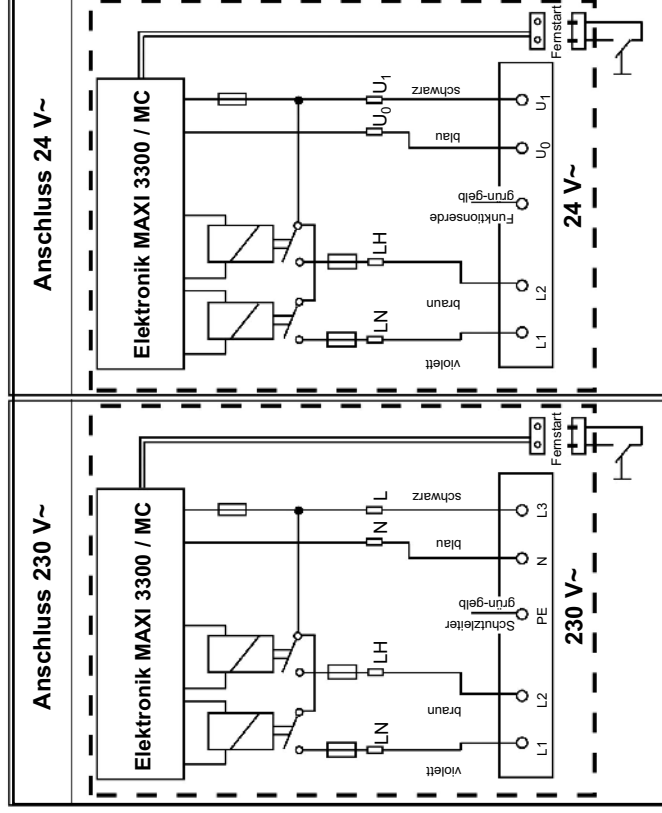 Anschluss 24 V~
Elektronik MAXI 3300 / MC
Fernstart
U1
U0
LH
LN
schwarz
blau
Funktionserde
grün-gelb
braun
violett
U1
U0
L2
L1
24 V~
Anschluss 230 V~
Elektronik MAXI 3300 / MC
Fernstart
L
N
LH
LN
schwarz
blau
Schutzleiter
grün-gelb
braun
violett
L3
N
PE
L2
L1
230 V~